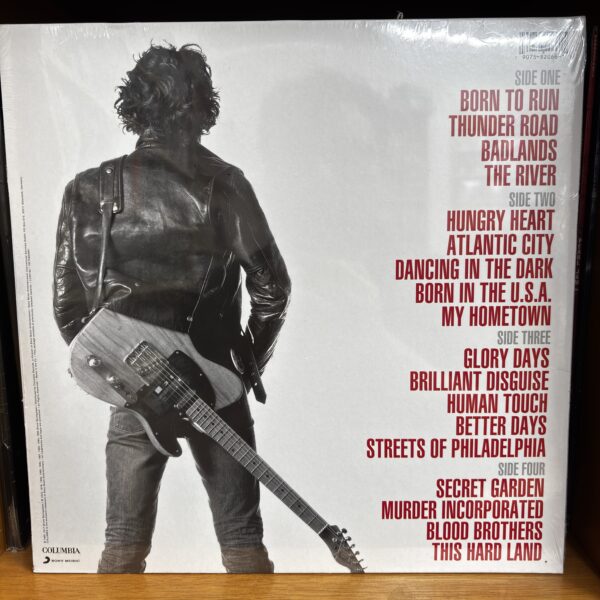 SIDE ONE
BORN TO RUN
THUNDER ROAD
BADLANDS
THE RIVER
SIDE TWO
HUNGRY HEART
ATLANTIC CITY
DANCING IN THE DARK
BORN IN THE U.S.A.
MY HOMETOWN
SIDE THREE
GLORY DAYS
BRILLIANT DISGUISE
HUMAN TOUCH
BETTER DAYS
STREETS OF PHILADELPHIA
SIDE FOUR
SECRET GARDEN
MURDER INCORPORATED
BLOOD BROTHERS
THIS HARD LAND
COLUMBIA
SONY MUSIC